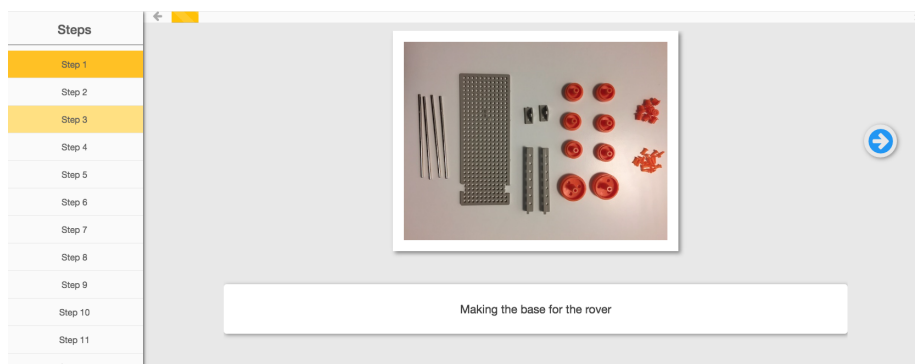 Steps
Step 1
Step 2
Step 3
Step 4
Step 5
Step 6
Step 7
Step 8
Step 9
Step 10
Step 11
Making the base for the rover